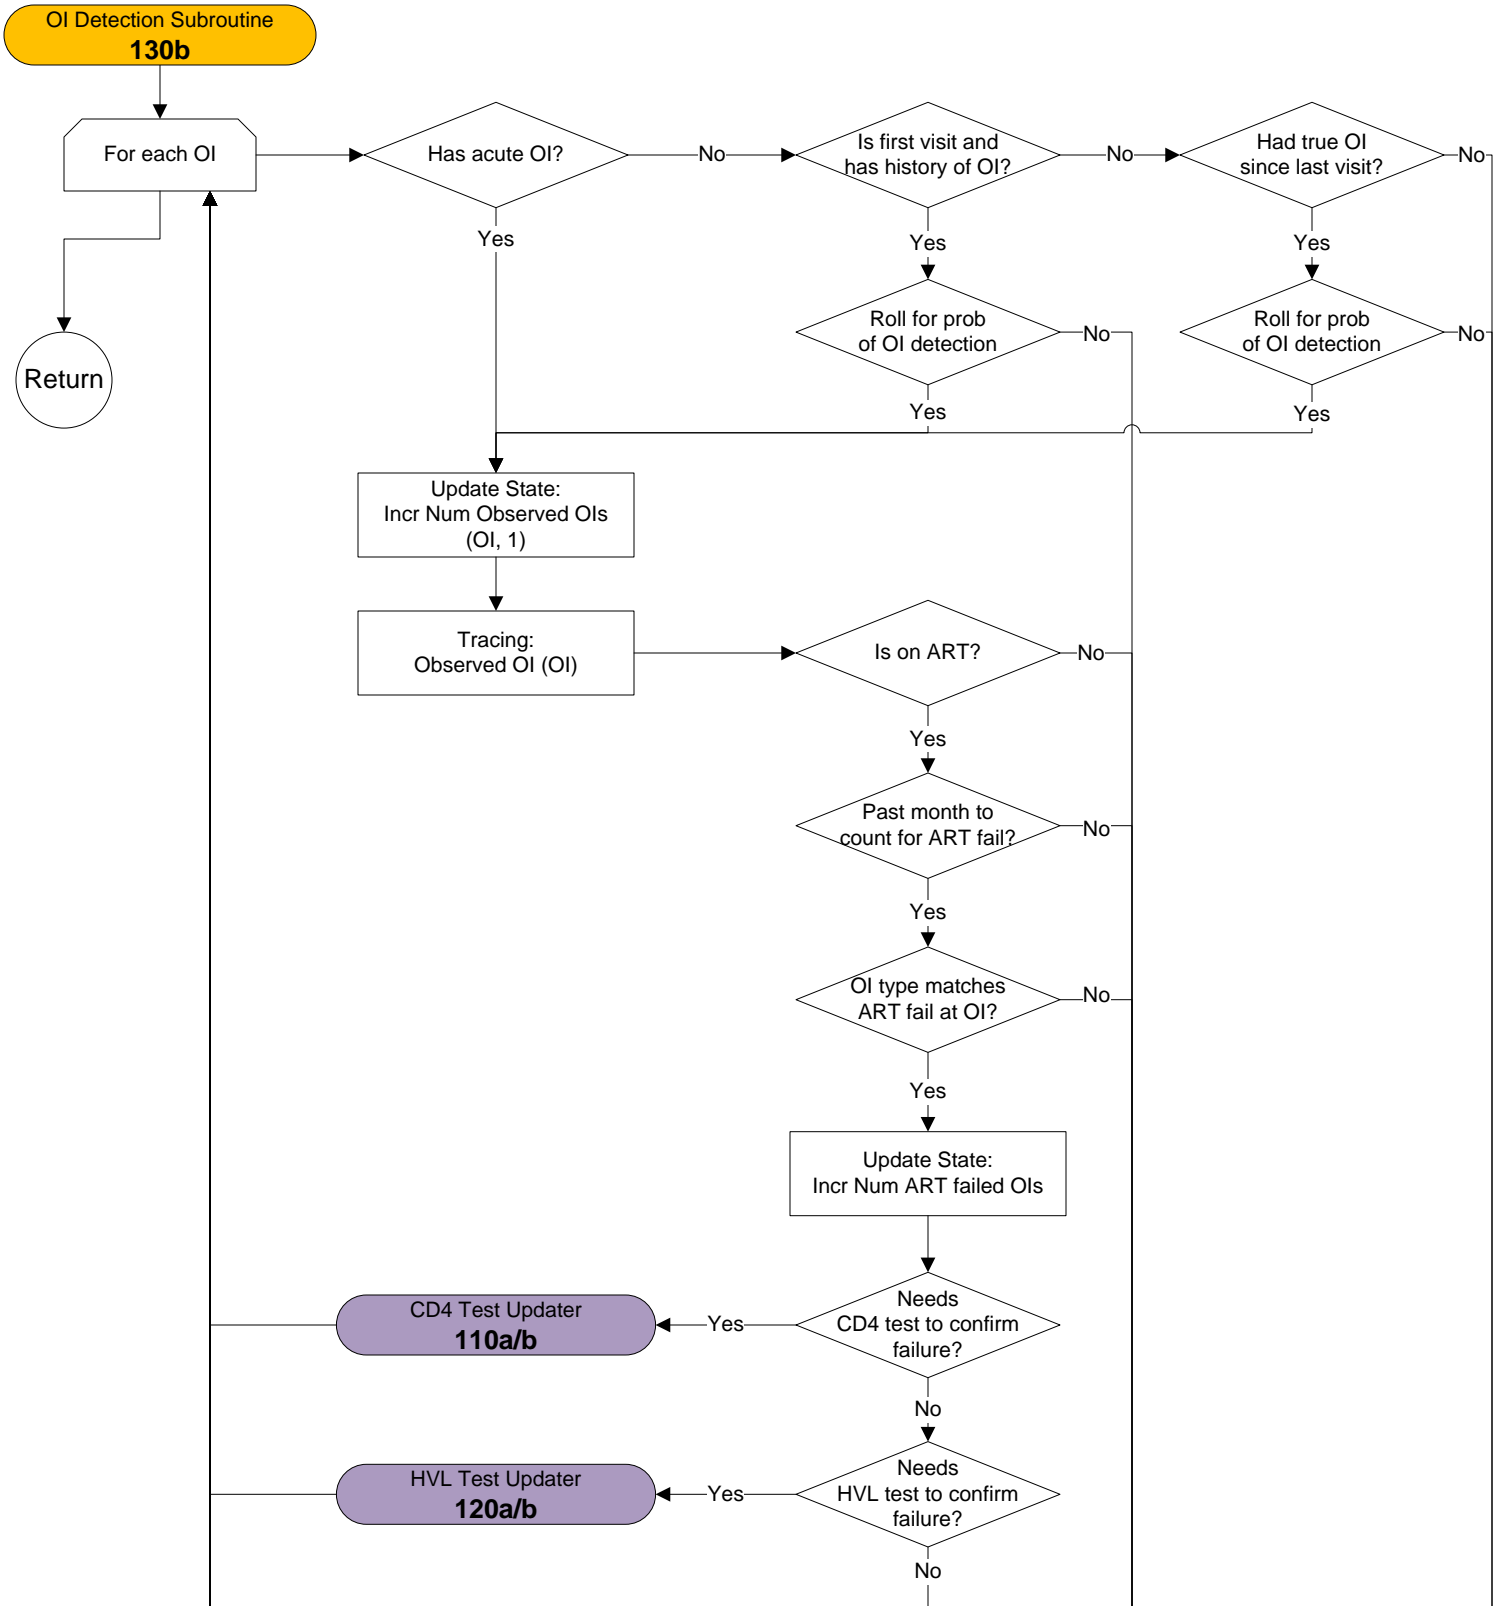 OI Detection Subroutine
130b
For each OI
Has acute OI?
No
Is first visit and
has history of OI?
No
Had true OI
since last visit?
No
Yes
Yes
Yes
Return
Roll for prob
of OI detection
No
Roll for prob
of OI detection
No
Yes
Yes
Update State:
Incr Num Observed OIs
(OI, 1)
Tracing:
Observed OI (OI)
Is on ART?
No
Yes
Past month to
count for ART fail?
No
Yes
OI type matches
ART fail at OI?
No
Yes
Update State:
Incr Num ART failed OIs
CD4 Test Updater
110a/b
Yes
Needs
CD4 test to confirm
failure?
No
HVL Test Updater
120a/b
Yes
Needs
HVL test to confirm
failure?
No